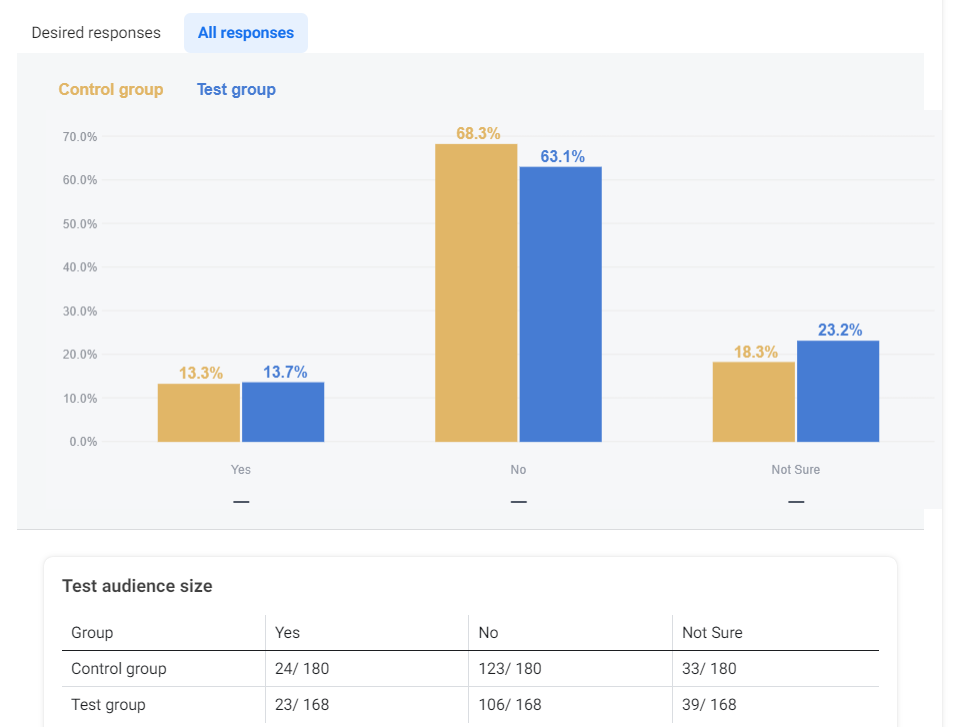 Desired responses All responses
Control group Test group
70.0%
60.0%
50.0%
40.0%
30.0%
20.0%
10.0%
0.0%
13.3% 13.7%
68.3% 63.1%
18.3% 23.2%
Yes No Not Sure
— — —
Test audience size
Group Yes No Not Sure
Control group 24/ 180 123/ 180 33/ 180
Test group 23/ 168 106/ 168 39/ 168